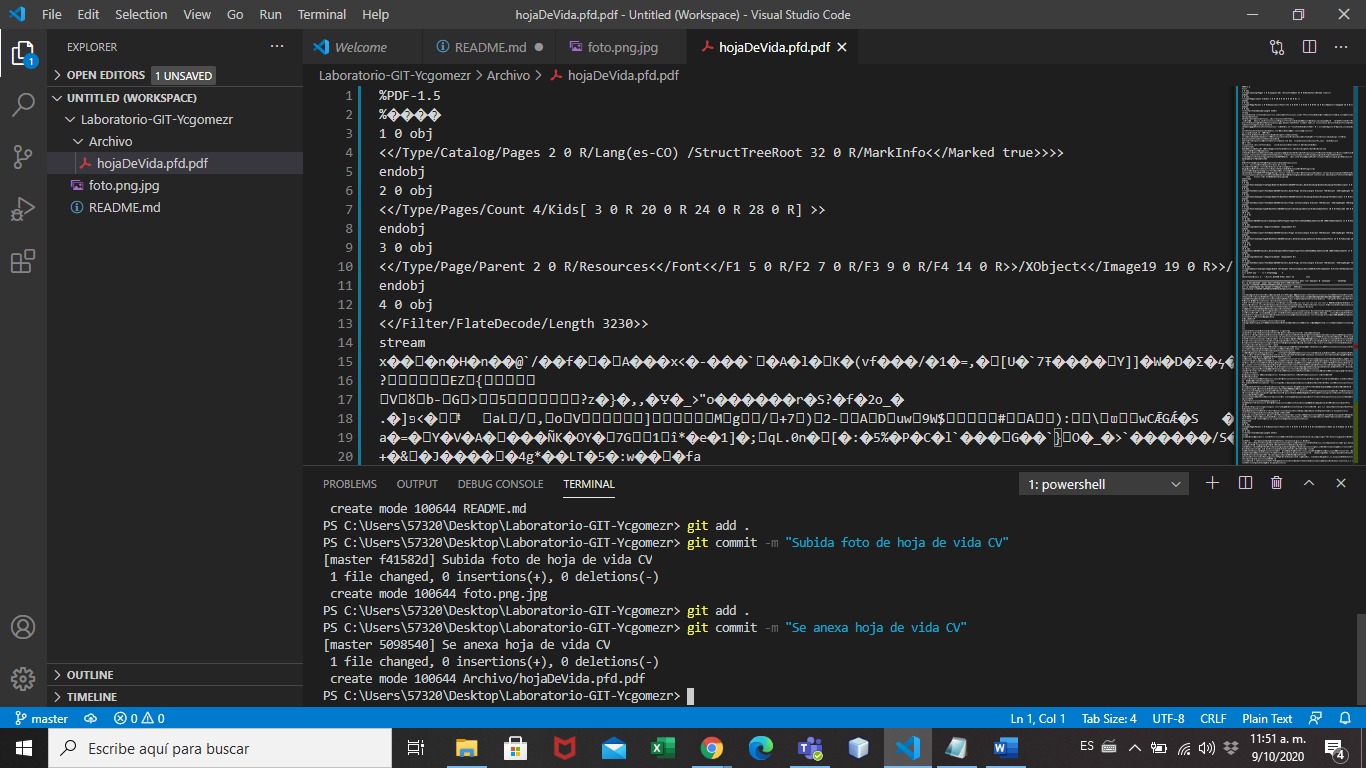 File Edit Selection View Go Run Terminal Help
hojaDeVida.pfd.pdf - Untitled (Workspace) - Visual Studio Code
EXPLORER
OPEN EDITORS 1 UNSAVED
UNTITLED (WORKSPACE)
Laboratorio-GIT-Ycgomezr
Archivo
hojaDeVida.pfd.pdf
foto.png.jpg
README.md
OUTLINE
TIMELINE
Welcome
README.md
foto.png.jpg
hojaDeVida.pfd.pdf
Laboratorio-GIT-Ycgomezr > Archivo > hojaDeVida.pfd.pdf
1 %PDF-1.5
2 %����
3 1 0 obj
4 <</Type/Catalog/Pages 2 0 R/Lang(es-CO) /StructTreeRoot 32 0 R/MarkInfo<</Marked true>>>>
5 endobj
6 2 0 obj
7 <</Type/Pages/Count 4/Kids[ 3 0 R 20 0 R 24 0 R 28 0 R] >>
8 endobj
9 3 0 obj
10 <</Type/Page/Parent 2 0 R/Resources<</Font<</F1 5 0 R/F2 7 0 R/F3 9 0 R/F4 14 0 R>>/XObject<</Image19 19 0 R>>/
11 endobj
12 4 0 obj
13 <</Filter/FlateDecode/Length 3230>>
14 stream
15
16
17
18
19
20
PROBLEMS OUTPUT DEBUG CONSOLE TERMINAL
1: powershell
create mode 100644 README.md
PS C:\Users\57320\Desktop\Laboratorio-GIT-Ycgomezr> git add .
PS C:\Users\57320\Desktop\Laboratorio-GIT-Ycgomezr> git commit -m "Subida foto de hoja de vida CV"
[master f41582d] Subida foto de hoja de vida CV
1 file changed, 0 insertions(+), 0 deletions(-)
create mode 100644 foto.png.jpg
PS C:\Users\57320\Desktop\Laboratorio-GIT-Ycgomezr> git add .
PS C:\Users\57320\Desktop\Laboratorio-GIT-Ycgomezr> git commit -m "Se anexa hoja de vida CV"
[master 5098540] Se anexa hoja de vida CV
1 file changed, 0 insertions(+), 0 deletions(-)
create mode 100644 Archivo/hojaDeVida.pfd.pdf
PS C:\Users\57320\Desktop\Laboratorio-GIT-Ycgomezr>
master 0 0
Ln 1, Col 1 Tab Size: 4 UTF-8 CRLF Plain Text
Escribe aquí para buscar
ES
11:51 a. m.
9/10/2020
4